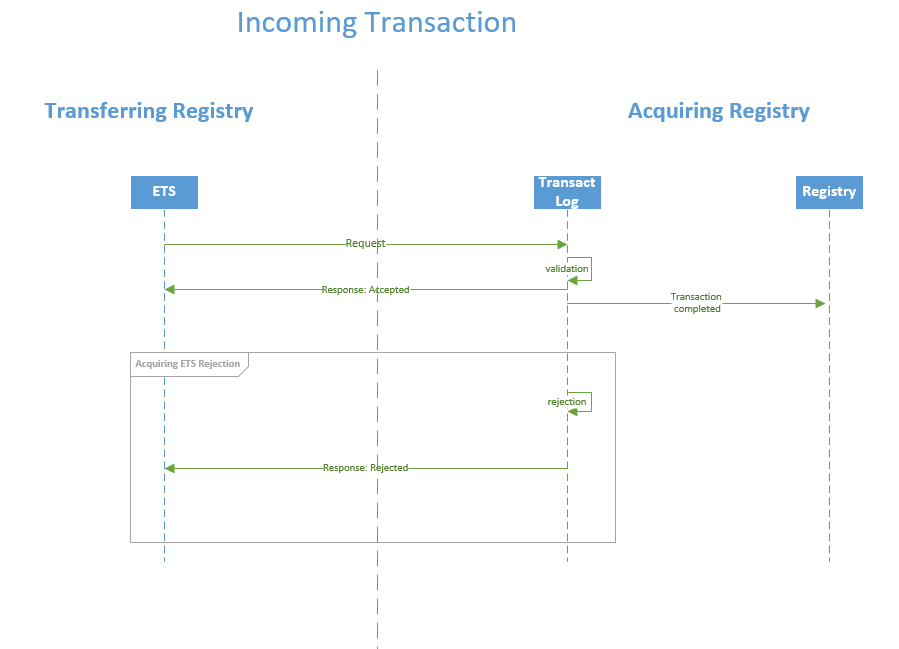 Incoming Transaction
Transferring Registry
Acquiring Registry
ETS
Transact
Log
Registry
Request
validation
Response: Accepted
Transaction
completed
Acquiring ETS Rejection
rejection
Response: Rejected